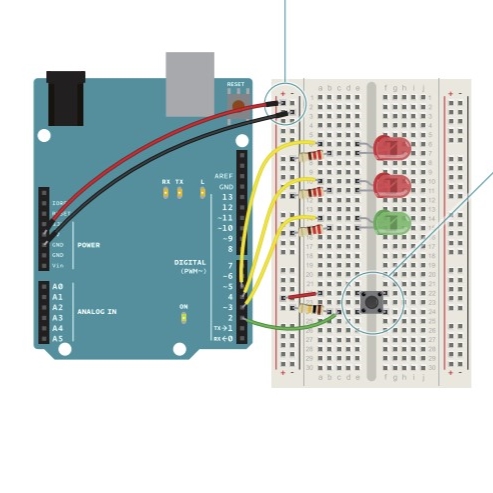 RESET
+ -
+ -
a b c d e
f g h i j
AREF
GND
RX TX L
13
12
~11
~10
~9
8
POWER
GND
GND
Vin
DIGITAL
(PWM~)
7
~6
~5
4
~3
2
TX→1
RX←0
ON
A0
A1
A2
A3
A4
A5
ANALOG IN
a b c d e
f g h i j
+ -
+ -